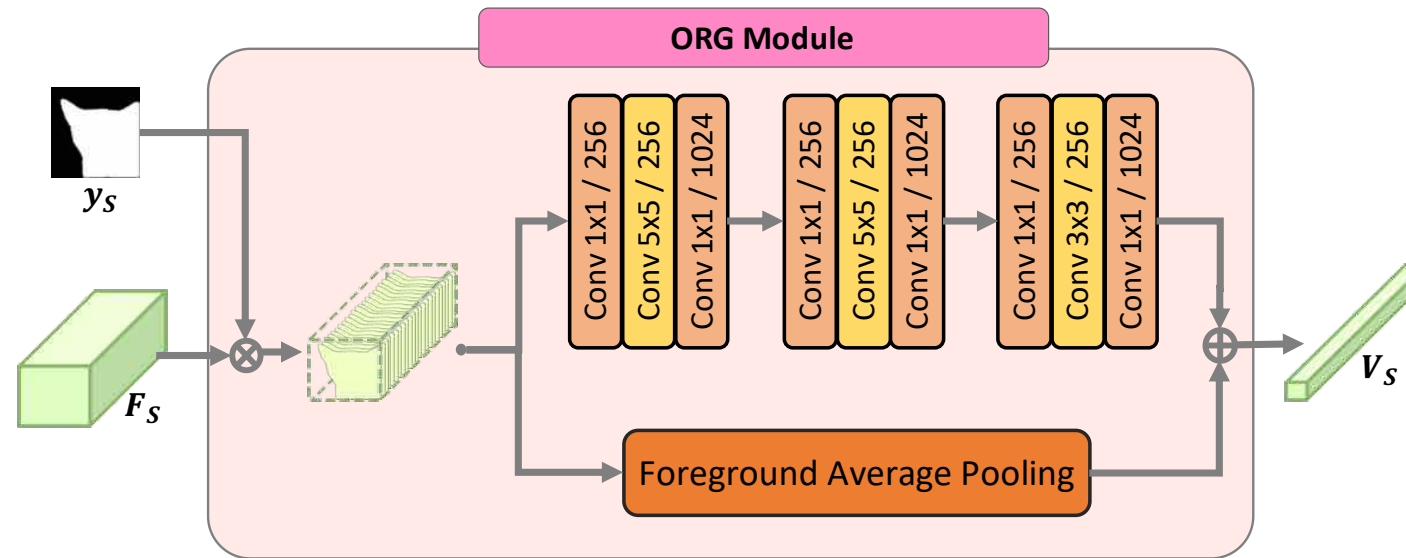 ORG Module
y_S
F_S
Conv 1x1 / 256
Conv 5x5 / 256
Conv 1x1 / 1024
Conv 1x1 / 256
Conv 5x5 / 256
Conv 1x1 / 1024
Conv 1x1 / 256
Conv 3x3 / 256
Conv 1x1 / 1024
Foreground Average Pooling
V_S